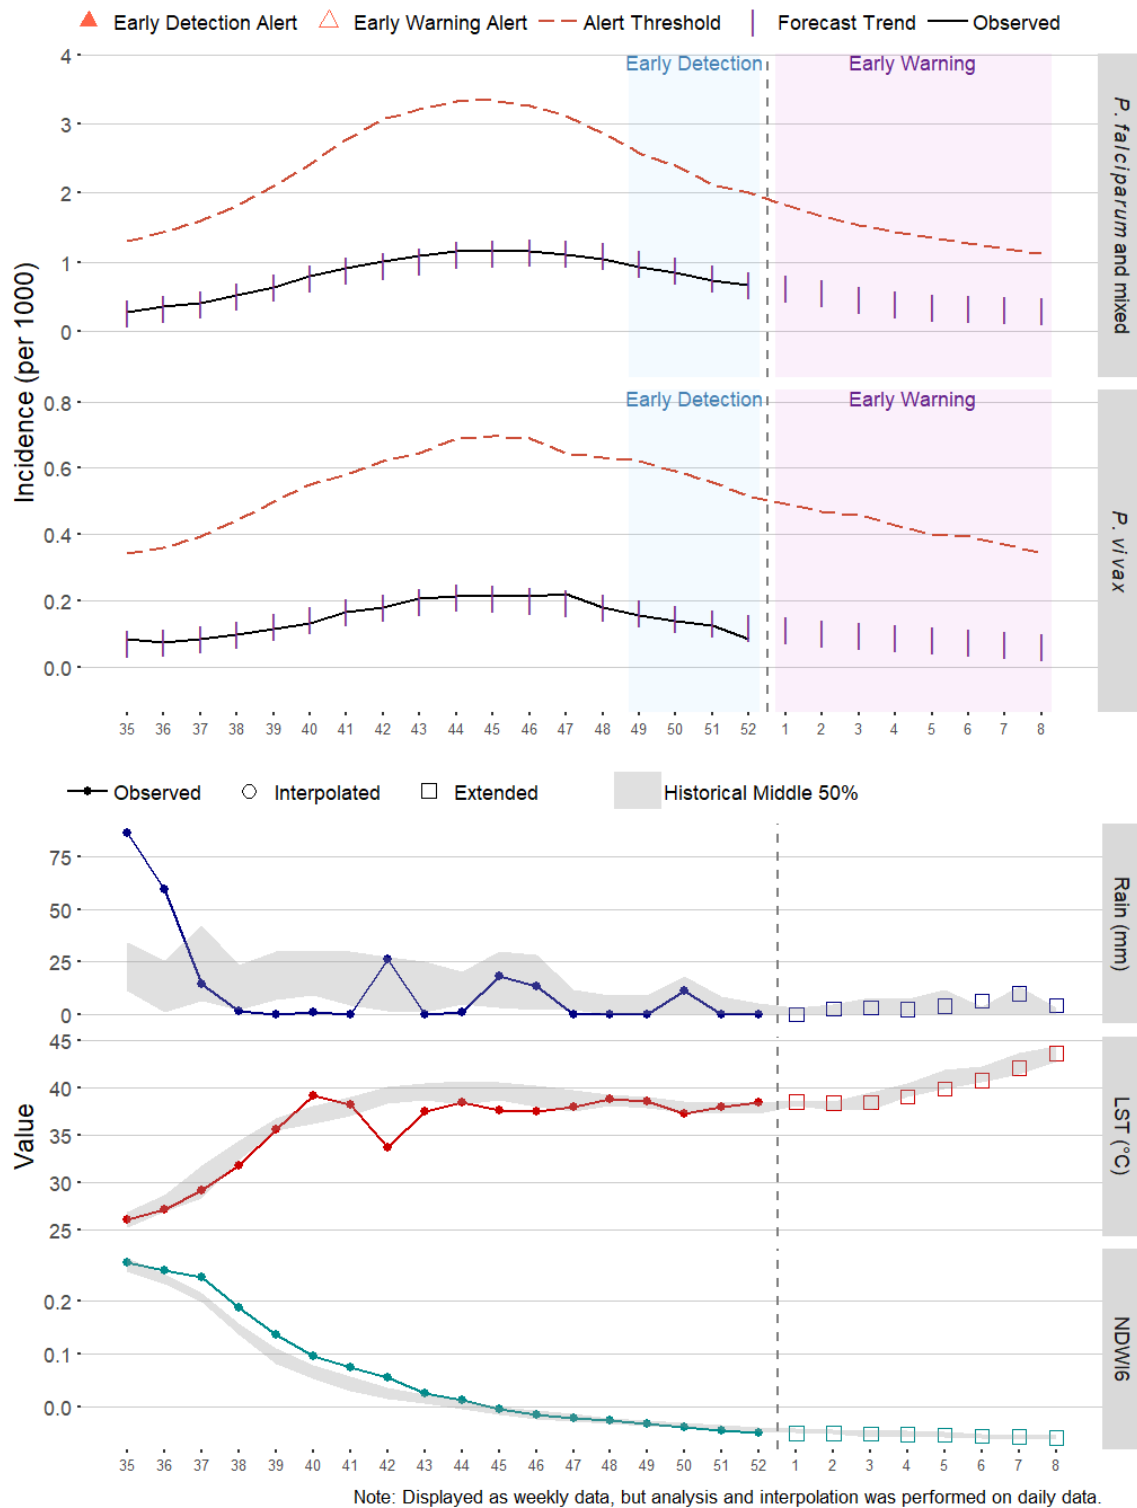 Early Detection Alert Early Warning Alert Alert Threshold Forecast Trend Observed
Incidence (per 1000)
4
3
2
1
0
Early Detection Early Warning
P. falciparum and mixed
0.8
0.6
0.4
0.2
0.0
Early Detection Early Warning
P. vivax
35 36 37 38 39 40 41 42 43 44 45 46 47 48 49 50 51 52 1 2 3 4 5 6 7 8
Observed Interpolated Extended Historical Middle 50%
Value
75
50
25
0
Rain (mm)
45
40
35
30
25
LST (°C)
0.2
0.1
0.0
NDWI6
35 36 37 38 39 40 41 42 43 44 45 46 47 48 49 50 51 52 1 2 3 4 5 6 7 8
Note: Displayed as weekly data, but analysis and interpolation was performed on daily data.